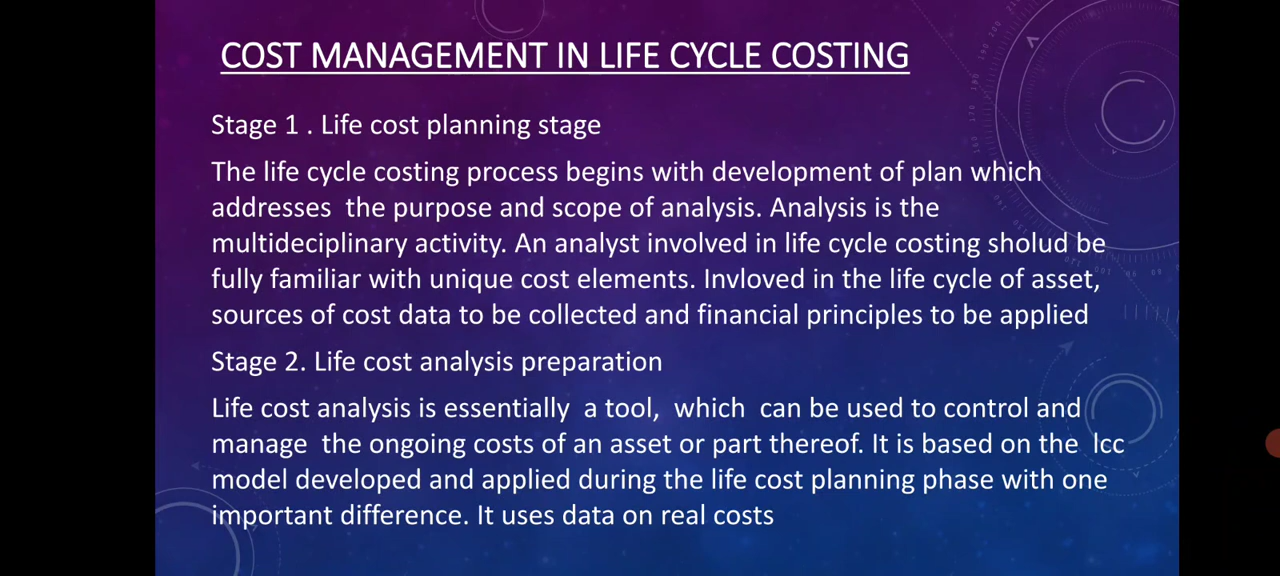 COST MANAGEMENT IN LIFE CYCLE COSTING
Stage 1 . Life cost planning stage
The life cycle costing process begins with development of plan which
addresses the purpose and scope of analysis. Analysis is the
multideciplinary activity. An analyst involved in life cycle costing sholud be
fully familiar with unique cost elements. Invloved in the life cycle of asset,
sources of cost data to be collected and financial principles to be applied
Stage 2. Life cost analysis preparation
Life cost analysis is essentially a tool, which can be used to control and
manage the ongoing costs of an asset or part thereof. It is based on the lcc
model developed and applied during the life cost planning phase with one
important difference. It uses data on real costs